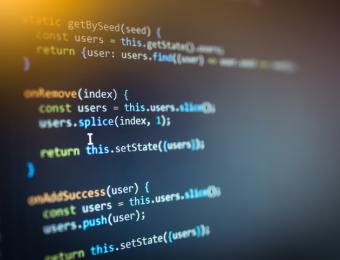 static getBySeed(seed) {
const users = this.getState().users;
return {user: users.find((user) => user.
}
onRemove(index) {
const users = this.users.slice();
users.splice(index, 1);
return this.setState({users});
}
onAddSuccess(user) {
const users = this.users.slice();
users.push(user);
return this.setState({users});